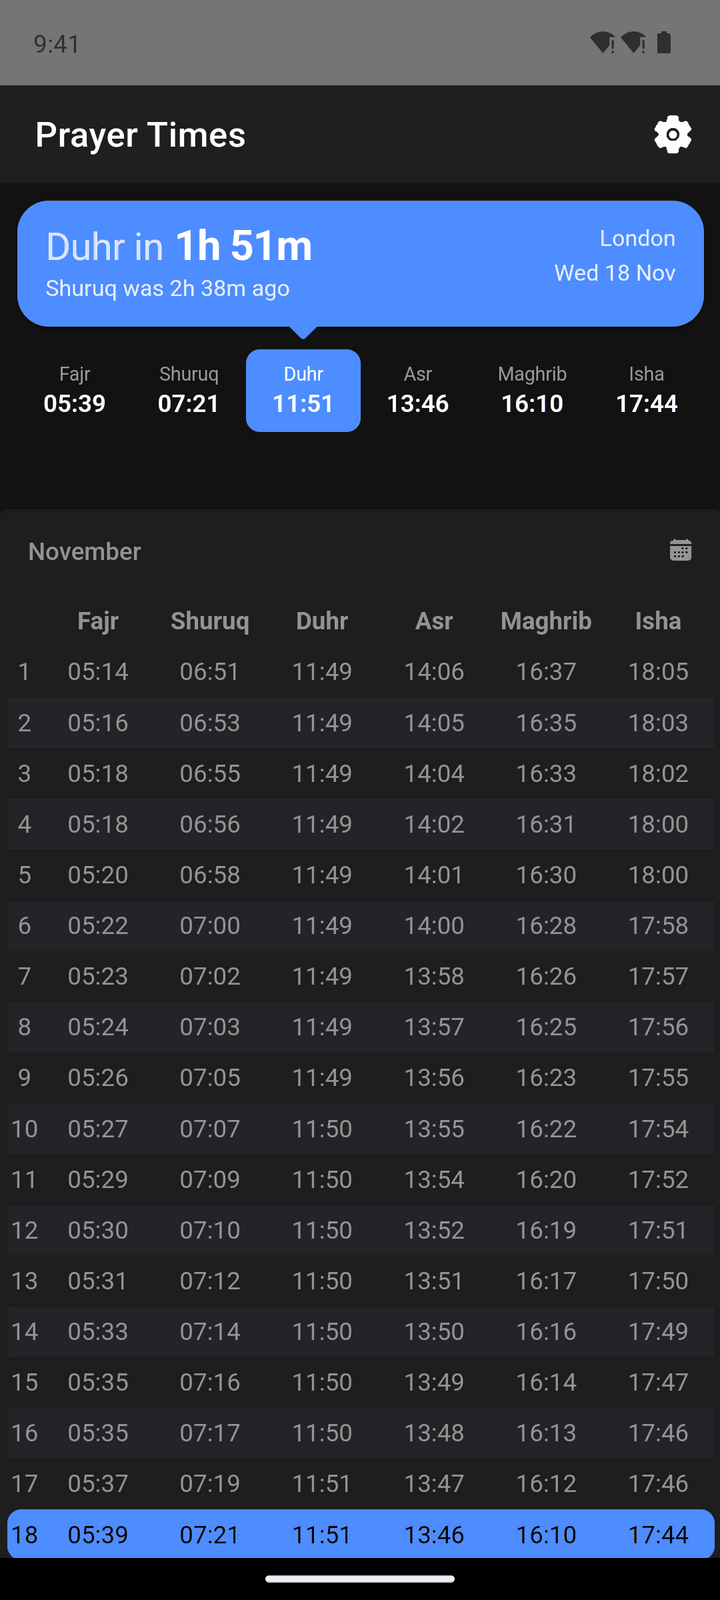 9:41
Prayer Times
Duhr in 1h 51m
Shuruq was 2h 38m ago
London
Wed 18 Nov
Fajr Shuruq Duhr Asr Maghrib Isha
05:39 07:21 11:51 13:46 16:10 17:44
November
Fajr Shuruq Duhr Asr Maghrib Isha
1 05:14 06:51 11:49 14:06 16:37 18:05
2 05:16 06:53 11:49 14:05 16:35 18:03
3 05:18 06:55 11:49 14:04 16:33 18:02
4 05:18 06:56 11:49 14:02 16:31 18:00
5 05:20 06:58 11:49 14:01 16:30 18:00
6 05:22 07:00 11:49 14:00 16:28 17:58
7 05:23 07:02 11:49 13:58 16:26 17:57
8 05:24 07:03 11:49 13:57 16:25 17:56
9 05:26 07:05 11:49 13:56 16:23 17:55
10 05:27 07:07 11:50 13:55 16:22 17:54
11 05:29 07:09 11:50 13:54 16:20 17:52
12 05:30 07:10 11:50 13:52 16:19 17:51
13 05:31 07:12 11:50 13:51 16:17 17:50
14 05:33 07:14 11:50 13:50 16:16 17:49
15 05:35 07:16 11:50 13:49 16:14 17:47
16 05:35 07:17 11:50 13:48 16:13 17:46
17 05:37 07:19 11:51 13:47 16:12 17:46
18 05:39 07:21 11:51 13:46 16:10 17:44